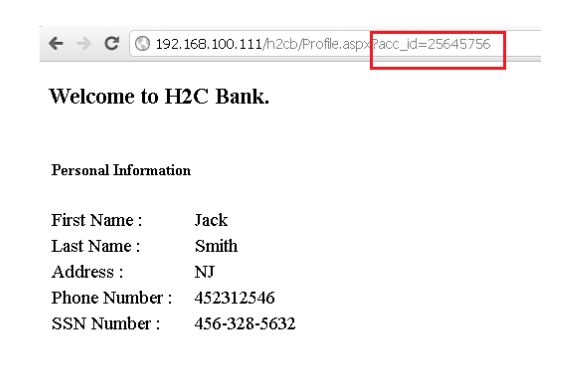 192.168.100.111/h2cb/Profile.aspx?acc_id=25645756
Welcome to H2C Bank.
Personal Information
First Name : Jack
Last Name : Smith
Address : NJ
Phone Number : 452312546
SSN Number : 456-328-5632